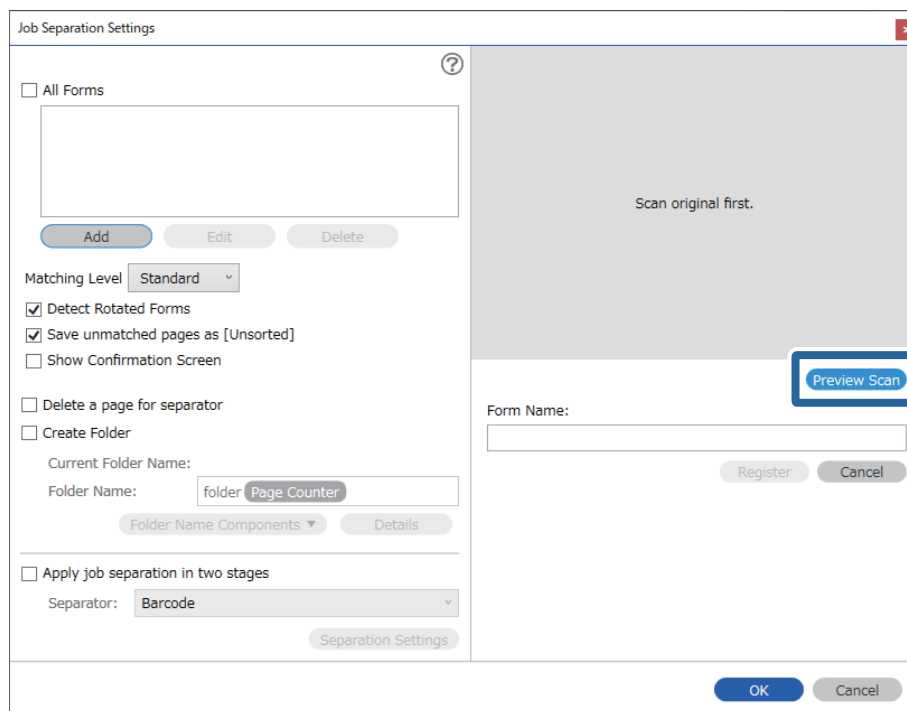 Job Separation Settings
?
All Forms
Add Edit Delete
Matching Level Standard
Detect Rotated Forms
Save unmatched pages as [Unsorted]
Show Confirmation Screen
Delete a page for separator
Create Folder
Current Folder Name:
Folder Name: folder Page Counter
Folder Name Components ▼ Details
Apply job separation in two stages
Separator: Barcode
Separation Settings
Scan original first.
Preview Scan
Form Name:
Register Cancel
OK Cancel